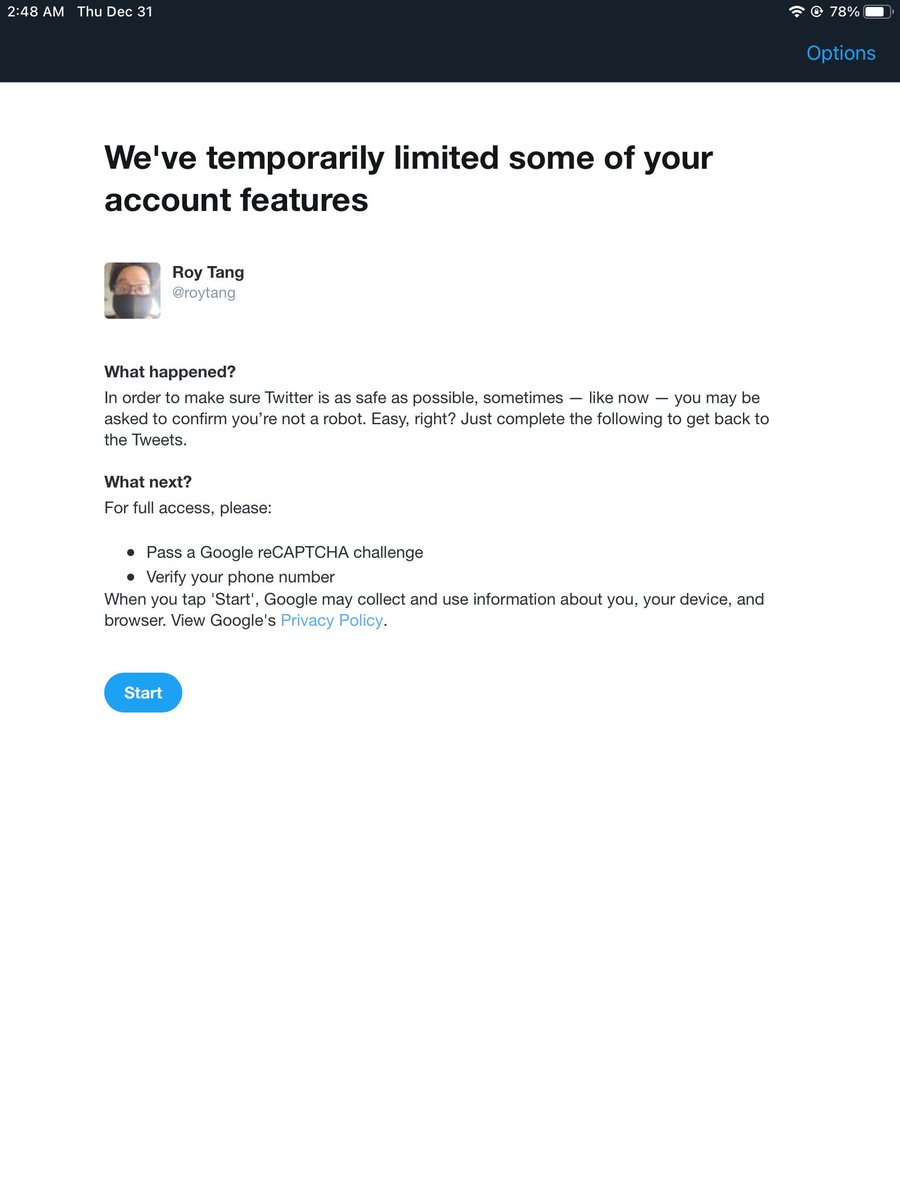 2:48 AM Thu Dec 31
78%
Options
We've temporarily limited some of your
account features
Roy Tang
@roytang
What happened?
In order to make sure Twitter is as safe as possible, sometimes — like now — you may be
asked to confirm you’re not a robot. Easy, right? Just complete the following to get back to
the Tweets.
What next?
For full access, please:
• Pass a Google reCAPTCHA challenge
• Verify your phone number
When you tap 'Start', Google may collect and use information about you, your device, and
browser. View Google's Privacy Policy.
Start